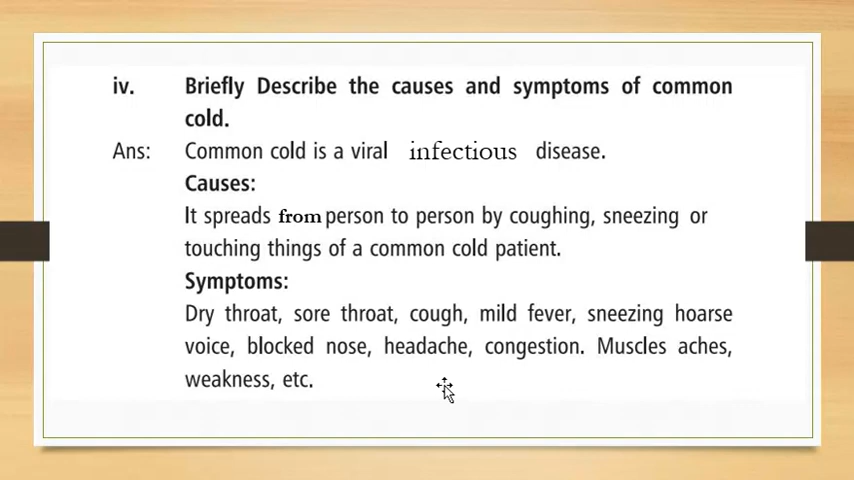 iv. Briefly Describe the causes and symptoms of common
cold.
Ans: Common cold is a viral infectious disease.
Causes:
It spreads from person to person by coughing, sneezing or
touching things of a common cold patient.
Symptoms:
Dry throat, sore throat, cough, mild fever, sneezing hoarse
voice, blocked nose, headache, congestion. Muscles aches,
weakness, etc.